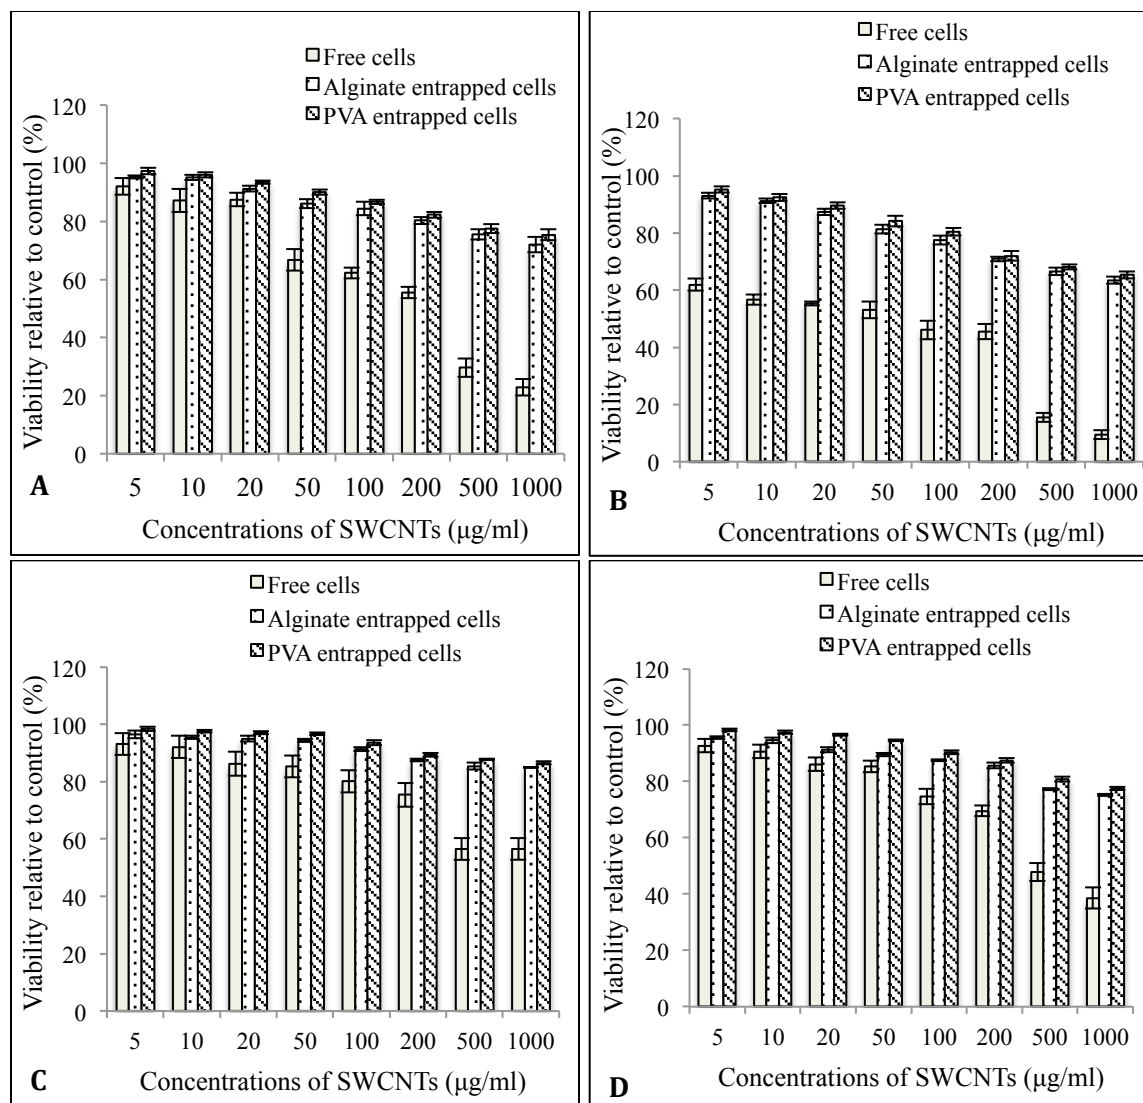 Free cells
Alginate entrapped cells
PVA entrapped cells
Viability relative to control (%)
120
100
80
60
40
20
0
5 10 20 50 100 200 500 1000
A
Concentrations of SWCNTs (μg/ml)
Free cells
Alginate entrapped cells
PVA entrapped cells
Viability relative to control (%)
120
100
80
60
40
20
0
5 10 20 50 100 200 500 1000
B
Concentrations of SWCNTs (μg/ml)
Free cells
Alginate entrapped cells
PVA entrapped cells
Viability relative to control (%)
120
100
80
60
40
20
0
5 10 20 50 100 200 500 1000
C
Concentrations of SWCNTs (μg/ml)
Free cells
Alginate entrapped cells
PVA entrapped cells
Viability relative to control (%)
120
100
80
60
40
20
0
5 10 20 50 100 200 500 1000
D
Concentrations of SWCNTs (μg/ml)